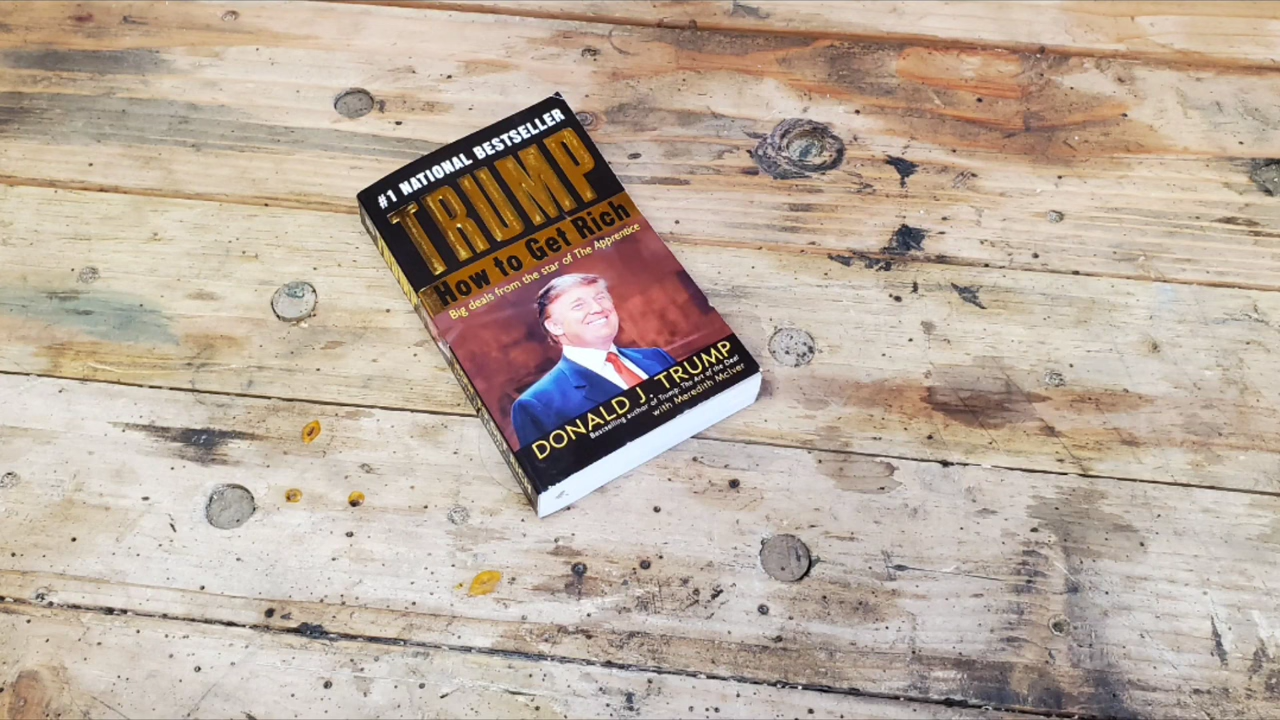 #1 NATIONAL BESTSELLER
TRUMP
How to Get Rich
Big deals from the star of The Apprentice
DONALD J. TRUMP
Bestselling author of Trump: The Art of the Deal
with Meredith McIver